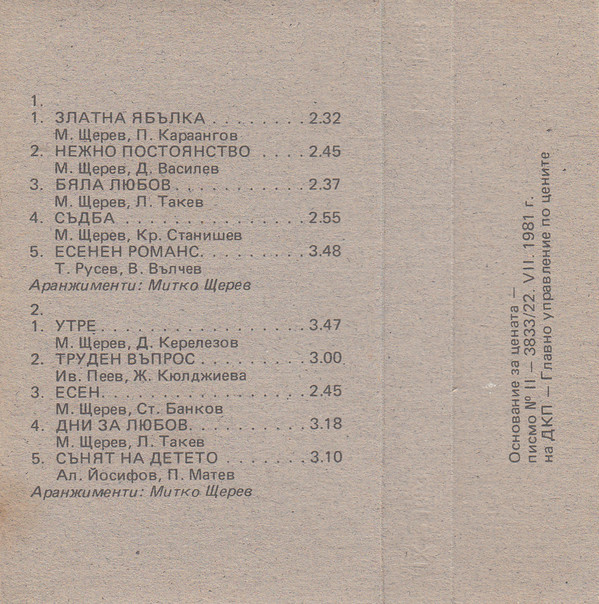 1.
1. ЗЛАТНА ЯБЪЛКА . . . . . . . . 2.32
М. Щерев, П. Караангов
2. НЕЖНО ПОСТОЯНСТВО . . . . 2.45
М. Щерев, Д. Василев
3. БЯЛА ЛЮБОВ . . . . . . . . . . . 2.37
М. Щерев, Л. Такев
4. СЪДБА . . . . . . . . . . . . . . . . 2.55
М. Щерев, Кр. Станишев
5. ЕСЕНЕН РОМАНС. . . . . . . . . 3.48
Т. Русев, В. Вълчев
Аранжименти: Митко Щерев
2.
1. УТРЕ. . . . . . . . . . . . . . . . . . 3.47
М. Щерев, Д. Керелезов
2. ТРУДЕН ВЪПРОС . . . . . . . . . 3.00
Ив. Пеев, Ж. Кюлджиева
3. ЕСЕН. . . . . . . . . . . . . . . . . . 2.45
М. Щерев, Ст. Банков
4. ДНИ ЗА ЛЮБОВ. . . . . . . . . . 3.18
М. Щерев, Л. Такев
5. СЪНЯТ НА ДЕТЕТО . . . . . . . 3.10
Ал. Йосифов, П. Матев
Аранжименти: Митко Щерев
Основание за цената –
писмо № II – 3833/22. VII. 1981 г.
на ДКП – Главно управление по цените